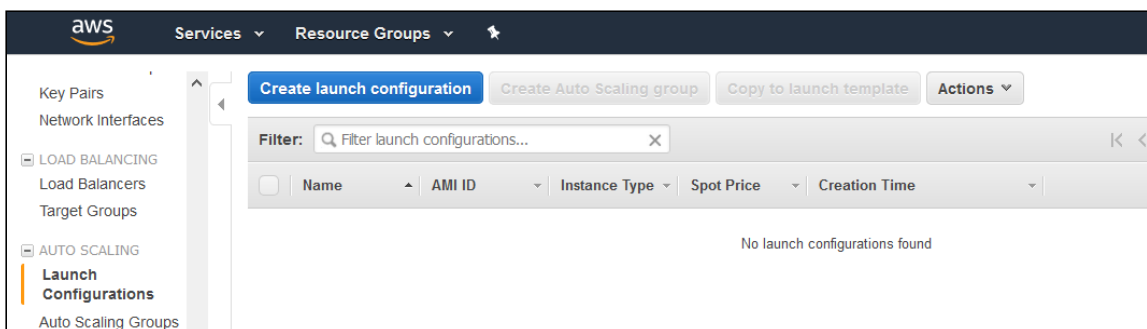 aws Services Resource Groups
Key Pairs
Network Interfaces
LOAD BALANCING
Load Balancers
Target Groups
AUTO SCALING
Launch
Configurations
Auto Scaling Groups
Create launch configuration Create Auto Scaling group Copy to launch template Actions
Filter: Filter launch configurations...
Name AMI ID Instance Type Spot Price Creation Time
No launch configurations found